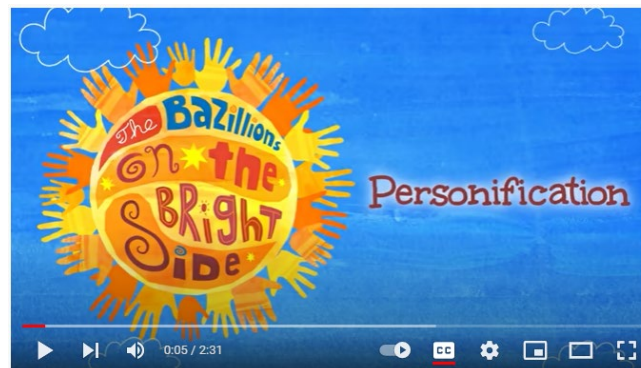 The Bazillions
on the
BRighT
SiDe
Personification
0:05 / 2:31
CC